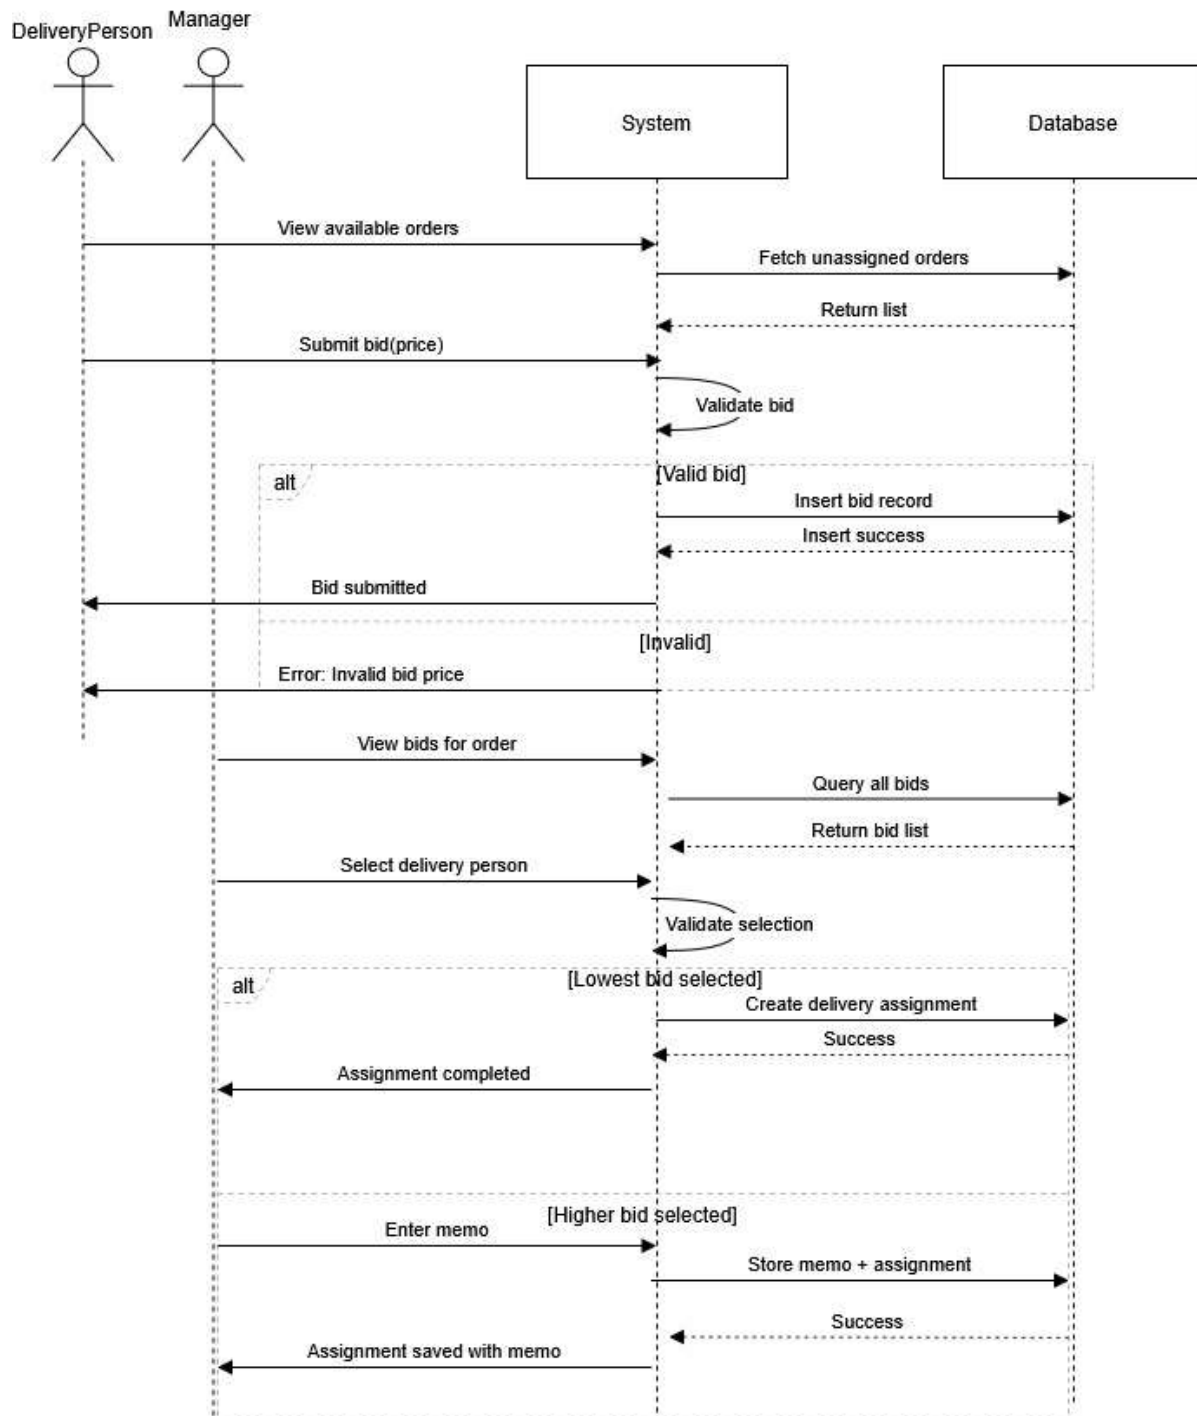 DeliveryPerson
Manager
System
Database
View available orders
Fetch unassigned orders
Return list
Submit bid(price)
Validate bid
alt
[Valid bid]
Insert bid record
Insert success
Bid submitted
[Invalid]
Error: Invalid bid price
View bids for order
Query all bids
Return bid list
Select delivery person
Validate selection
alt
[Lowest bid selected]
Create delivery assignment
Success
Assignment completed
[Higher bid selected]
Enter memo
Store memo + assignment
Success
Assignment saved with memo